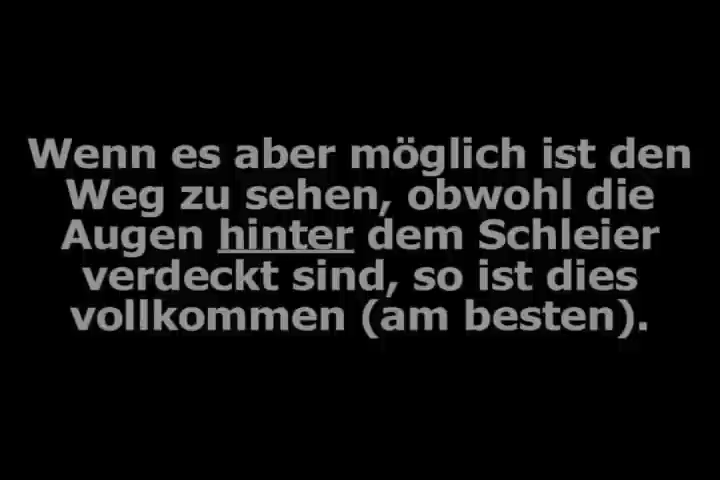 Wenn es aber möglich ist den
Weg zu sehen, obwohl die
Augen hinter dem Schleier
verdeckt sind, so ist dies
vollkommen (am besten).